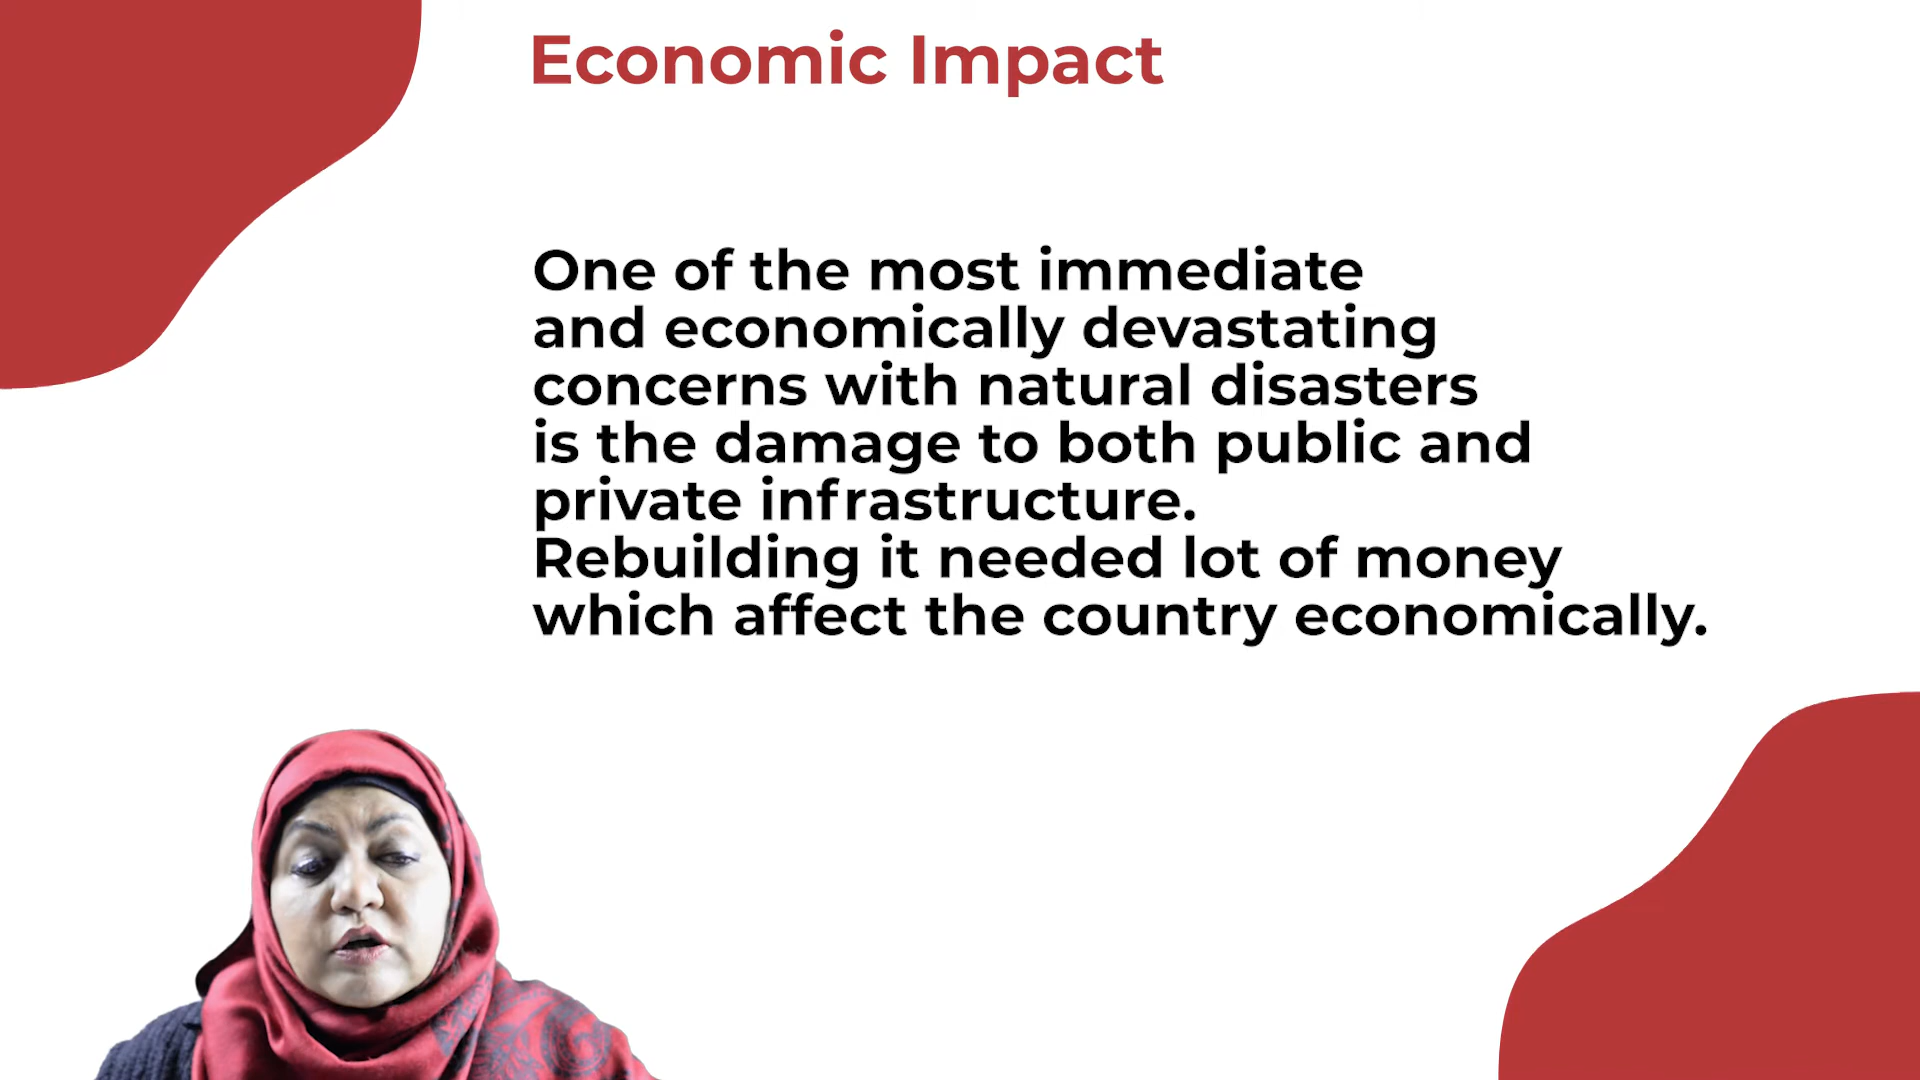 Economic Impact
One of the most immediate
and economically devastating
concerns with natural disasters
is the damage to both public and
private infrastructure.
Rebuilding it needed lot of money
which affect the country economically.